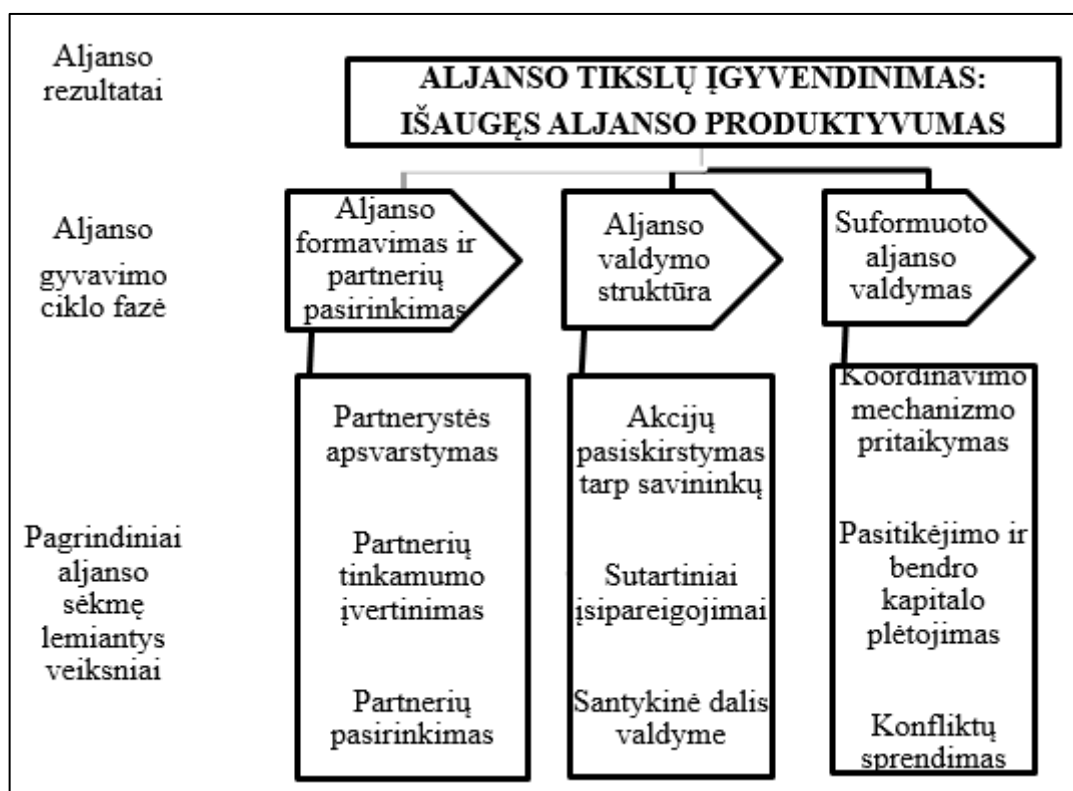 Aljanso
rezultatai
ALJANSO TIKSLŲ ĮGYVENDINIMAS:
IŠAUGĘS ALJANSO PRODUKTYVUMAS
Aljanso
gyvavimo
ciklo fazė
Aljanso
formavimas ir
partnerių
pasirinkimas
Aljanso
valdymo
struktūra
Suformuoto
aljanso
valdymas
Pagrindiniai
aljanso
sėkmę
lemiantys
veiksniai
Partnerystės
apsvarstymas
Partnerių
tinkamumo
įvertinimas
Partnerių
pasirinkimas
Akcijų
pasiskirstymas
tarp savininkų
Sutartiniai
įsipareigojimai
Santykinė dalis
valdyme
Koordinavimo
mechanizmo
pritaikymas
Pasitikėjimo ir
bendro
kapitalo
plėtojimas
Konfliktų
sprendimas